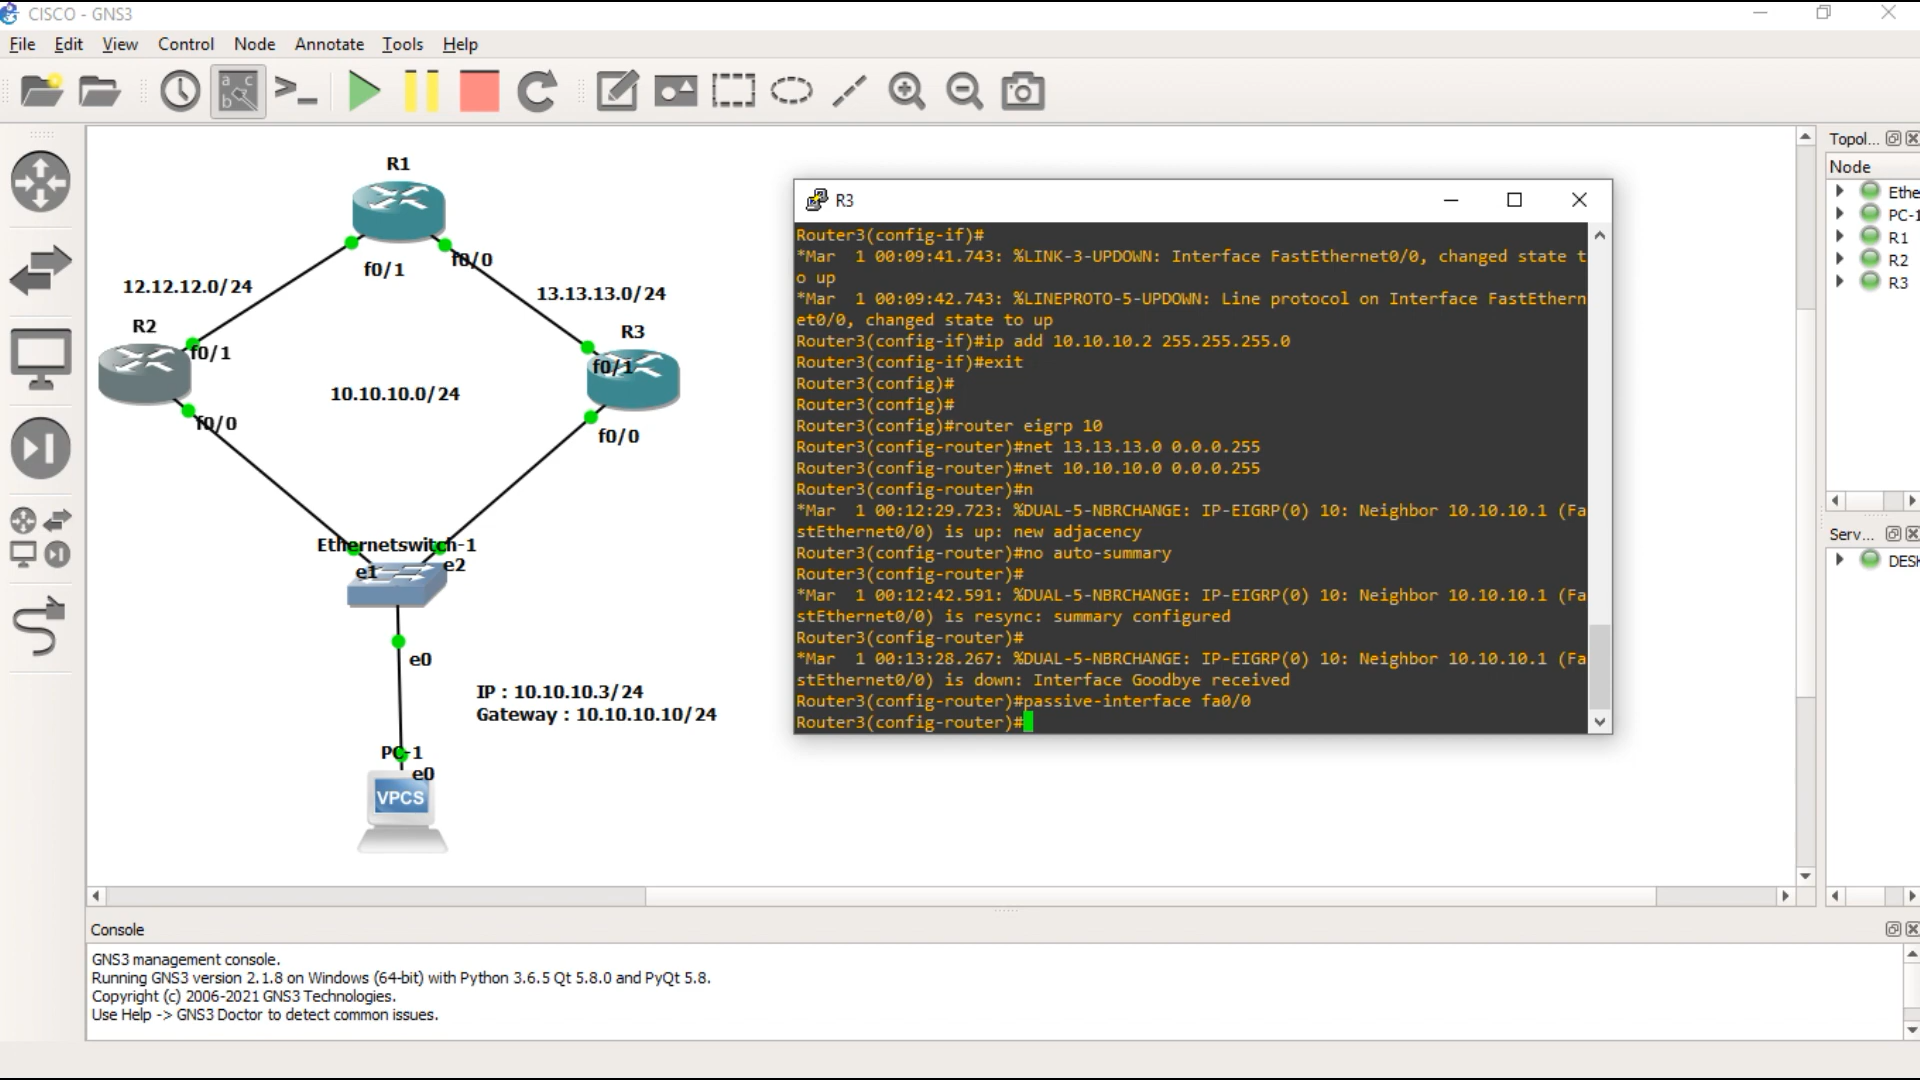 CISCO - GNS3
File Edit View Control Node Annotate Tools Help
a c
b
R1
f0/1
f0/0
12.12.12.0/24
13.13.13.0/24
R2
f0/1
R3
f0/1
10.10.10.0/24
f0/0
f0/0
Ethernetswitch-1
e1
e2
e0
IP : 10.10.10.3/24
Gateway : 10.10.10.10/24
PC-1
e0
VPCS
R3
Router3(config-if)#
*Mar  1 00:09:41.743: %LINK-3-UPDOWN: Interface FastEthernet0/0, changed state t
o up
*Mar  1 00:09:42.743: %LINEPROTO-5-UPDOWN: Line protocol on Interface FastEthern
et0/0, changed state to up
Router3(config-if)#ip add 10.10.10.2 255.255.255.0
Router3(config-if)#exit
Router3(config)#
Router3(config)#
Router3(config)#router eigrp 10
Router3(config-router)#net 13.13.13.0 0.0.0.255
Router3(config-router)#net 10.10.10.0 0.0.0.255
Router3(config-router)#n
*Mar  1 00:12:29.723: %DUAL-5-NBRCHANGE: IP-EIGRP(0) 10: Neighbor 10.10.10.1 (Fa
stEthernet0/0) is up: new adjacency
Router3(config-router)#no auto-summary
Router3(config-router)#
*Mar  1 00:12:42.591: %DUAL-5-NBRCHANGE: IP-EIGRP(0) 10: Neighbor 10.10.10.1 (Fa
stEthernet0/0) is resync: summary configured
Router3(config-router)#
*Mar  1 00:13:28.267: %DUAL-5-NBRCHANGE: IP-EIGRP(0) 10: Neighbor 10.10.10.1 (Fa
stEthernet0/0) is down: Interface Goodbye received
Router3(config-router)#passive-interface fa0/0
Router3(config-router)#
Topol...
Node
Ethe
PC-1
R1
R2
R3
Serv...
DESK
Console
GNS3 management console.
Running GNS3 version 2.1.8 on Windows (64-bit) with Python 3.6.5 Qt 5.8.0 and PyQt 5.8.
Copyright (c) 2006-2021 GNS3 Technologies.
Use Help -> GNS3 Doctor to detect common issues.